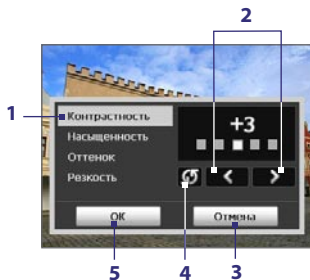 2
1
Контрастность
+3
Насыщенность
Оттенок
Резкость
ОК
Отмена
5
4
3